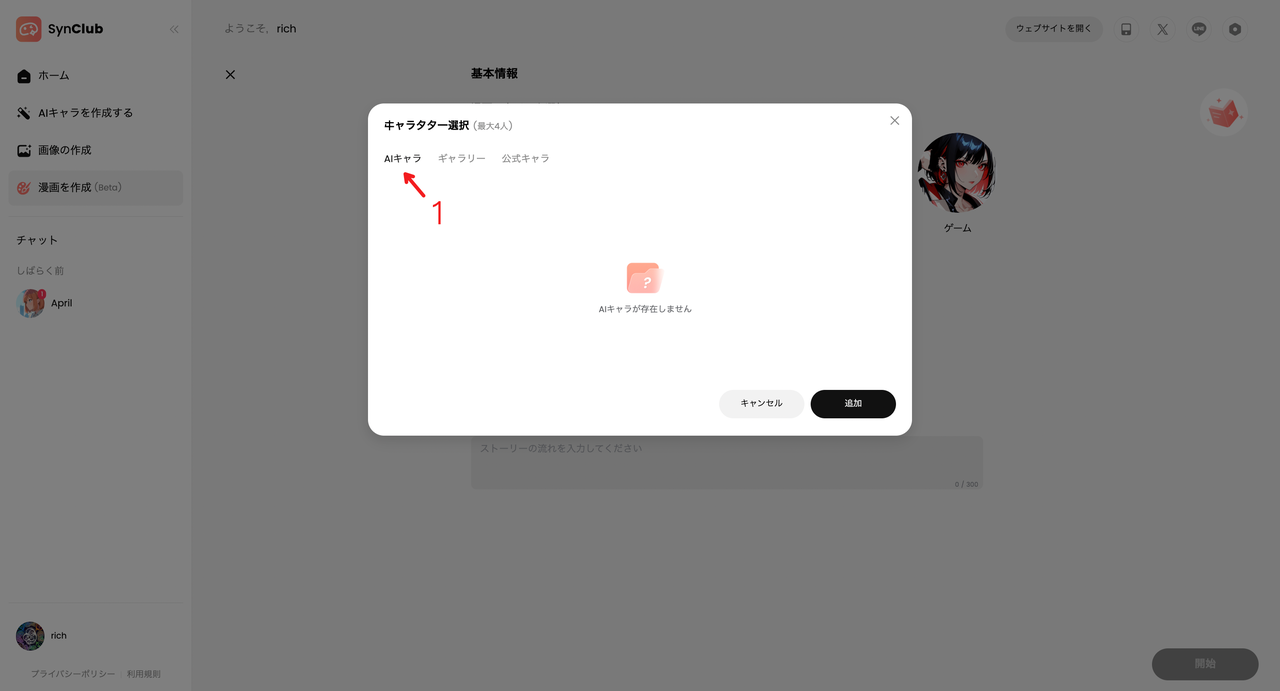 SynClub
ようこそ、rich
ウェブサイトを開く
LINE
ホーム
AIキャラを作成する
画像の作成
漫画を作成 (Beta)
チャット
しばらく前
1
April
rich
プライバシーポリシー
利用規則
基本情報
キャラクター選択 (最大4人)
AIキャラ
ギャラリー
公式キャラ
1
?
AIキャラが存在しません
キャンセル
追加
ゲーム
ストーリーの流れを入力してください
0 / 300
開始